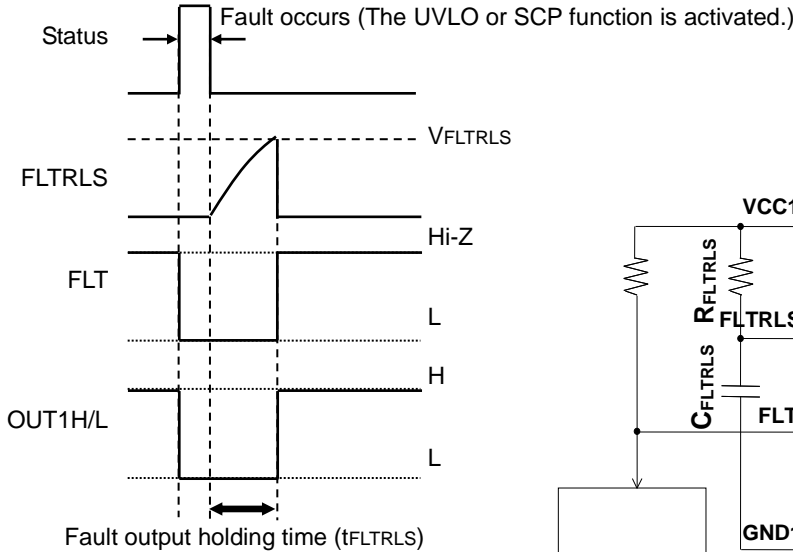 Fault occurs (The UVLO or SCP function is activated.)
Status
VFLTRLS
FLTRLS
Hi-Z
FLT
L
H
OUT1H/L
L
Fault output holding time (tFLTRLS)
VCC1
RFLTRLS
FLTRLS
CFLTRLS
FLT
GND1